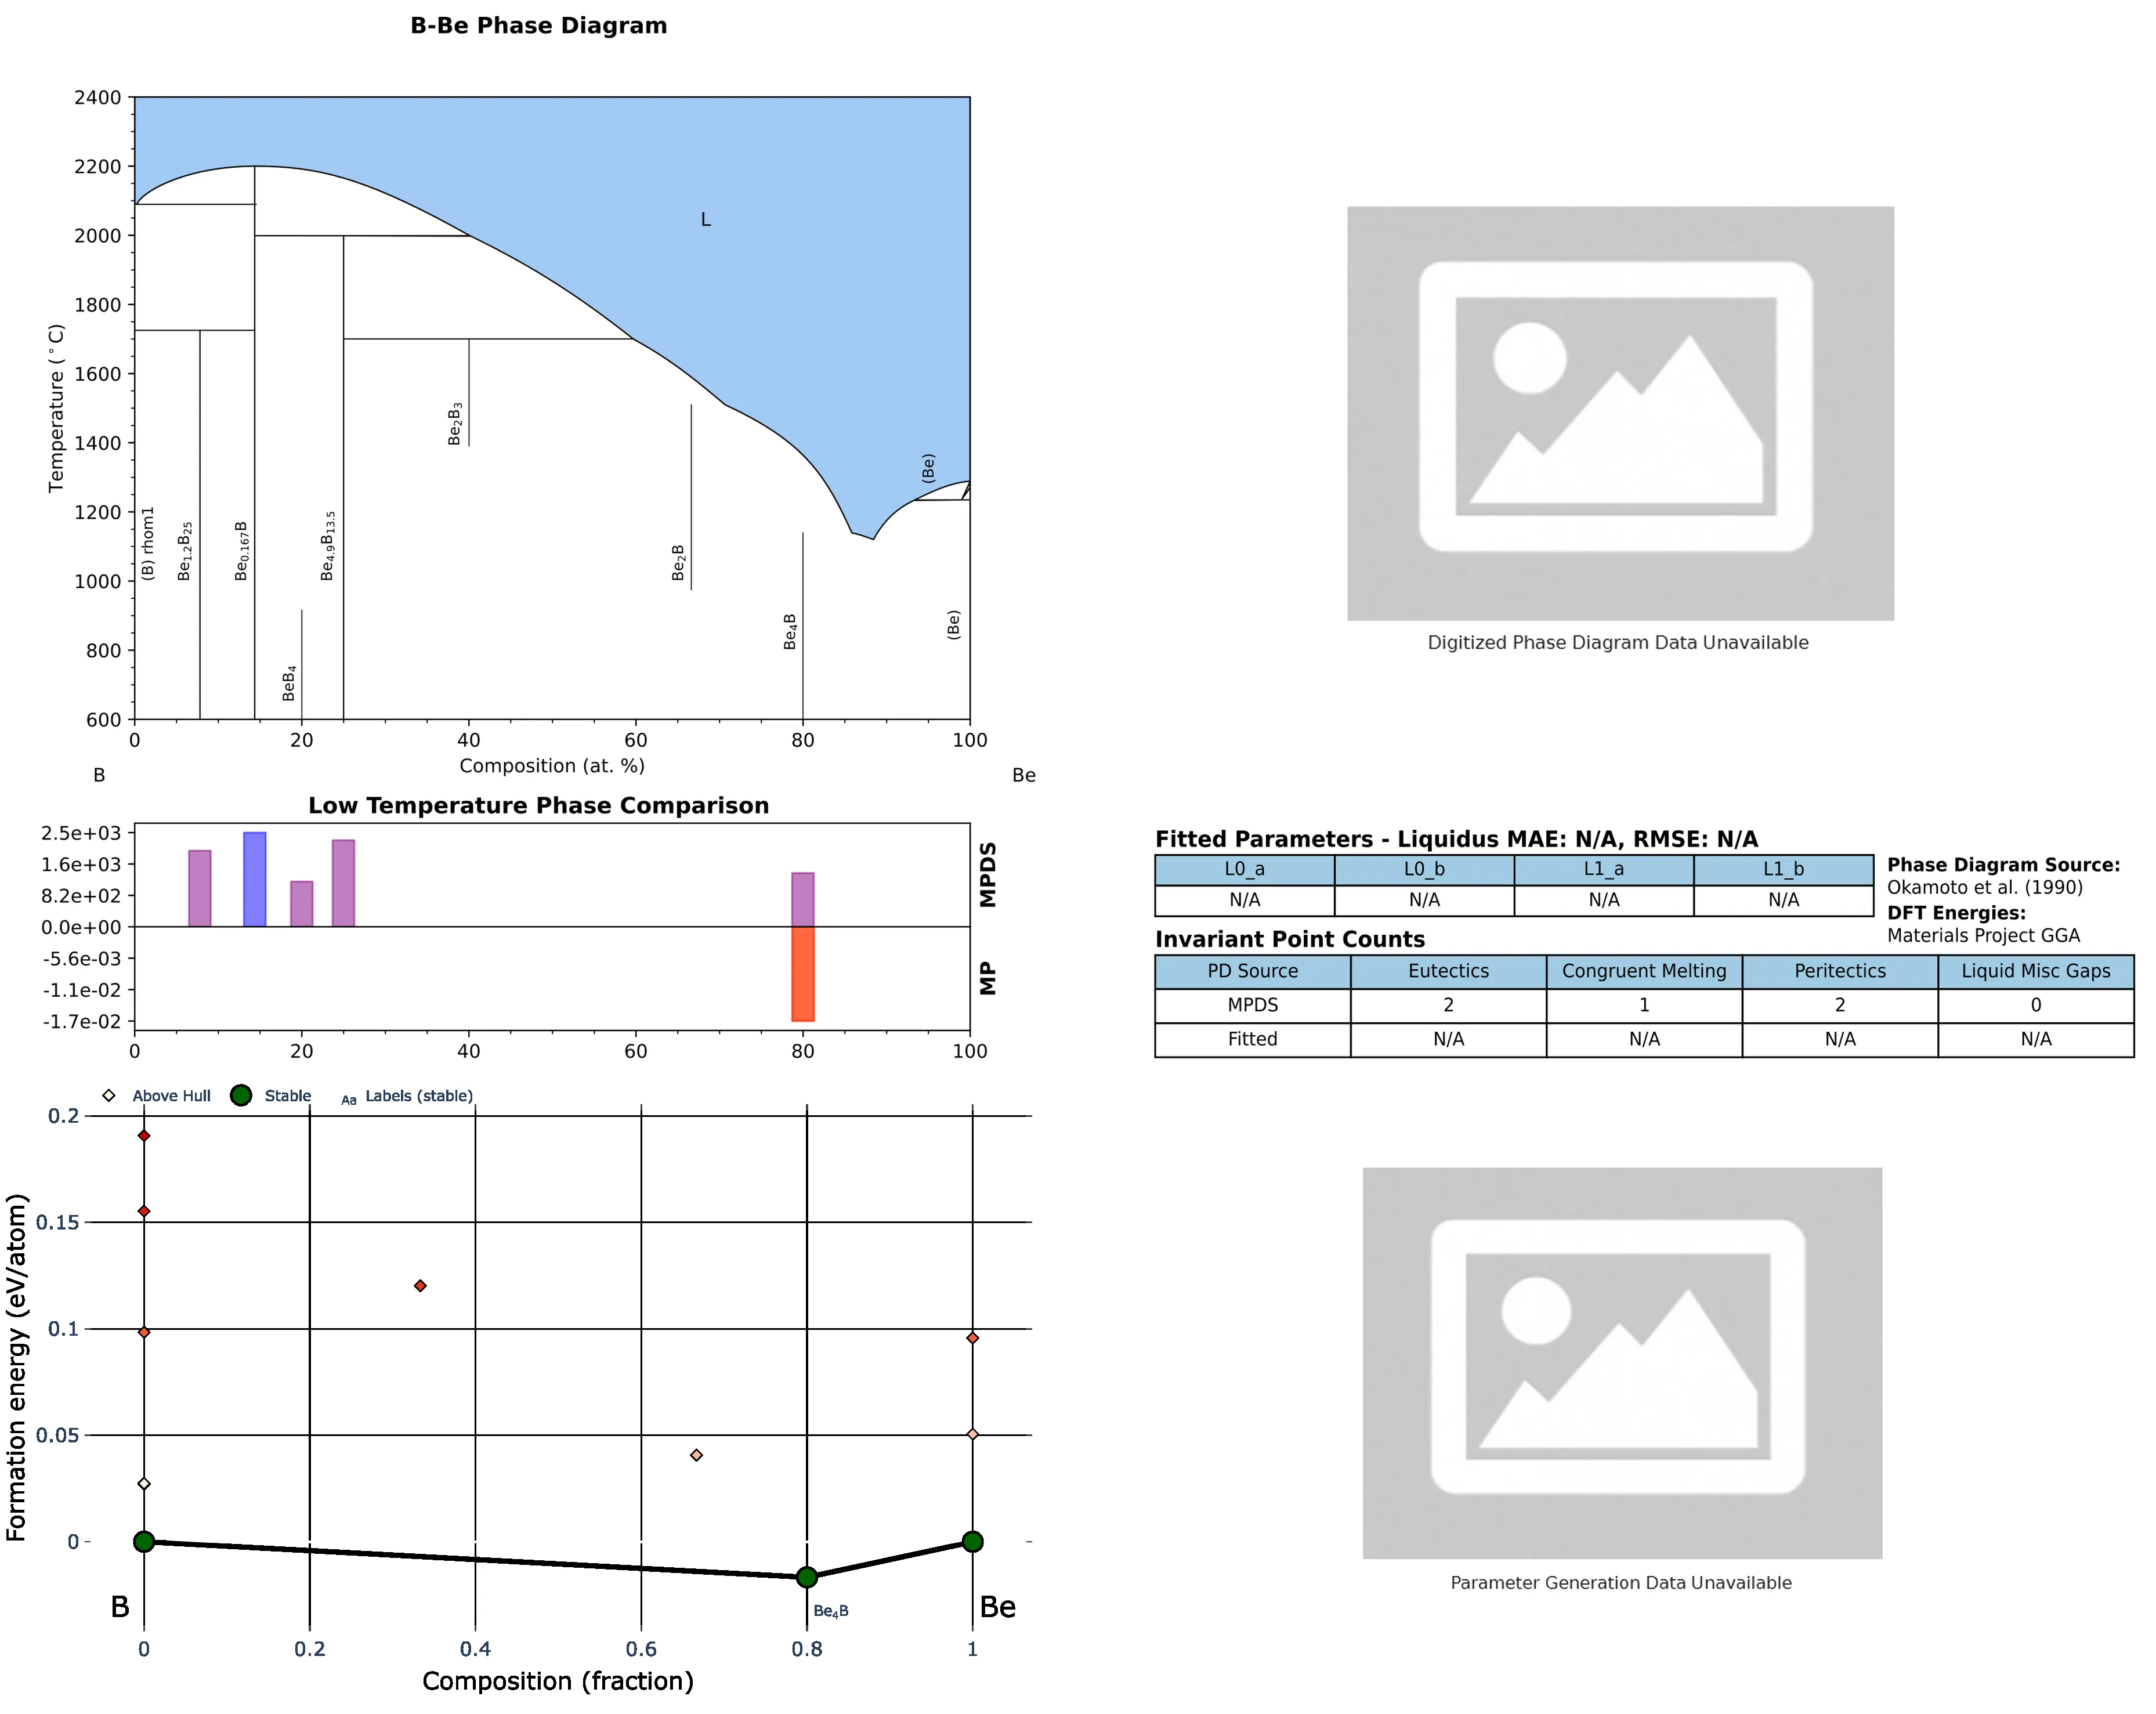 B-Be Phase Diagram
2400
2200
2000
1800
1600
1400
1200
1000
800
600
Temperature (°C)
L
(B) rhom1
Be1.2B25
Be0.167B
BeB4
Be4.9B13.5
Be2B3
Be2B
Be4B
(Be)
(Be)
0 20 40 60 80 100
Composition (at. %)
B Be
Digitized Phase Diagram Data Unavailable
Low Temperature Phase Comparison
2.5e+03
1.6e+03
8.2e+02
0.0e+00
-5.6e-03
-1.1e-02
-1.7e-02
MPDS
MP
0 20 40 60 80 100
Fitted Parameters - Liquidus MAE: N/A, RMSE: N/A
L0_a L0_b L1_a L1_b
N/A N/A N/A N/A
Phase Diagram Source:
Okamoto et al. (1990)
DFT Energies:
Materials Project GGA
Invariant Point Counts
PD Source Eutectics Congruent Melting Peritectics Liquid Misc Gaps
MPDS 2 1 2 0
Fitted N/A N/A N/A N/A
Above Hull Stable Aa Labels (stable)
0.2
0.15
0.1
0.05
0
Formation energy (eV/atom)
B Be
Be4B
0 0.2 0.4 0.6 0.8 1
Composition (fraction)
Parameter Generation Data Unavailable